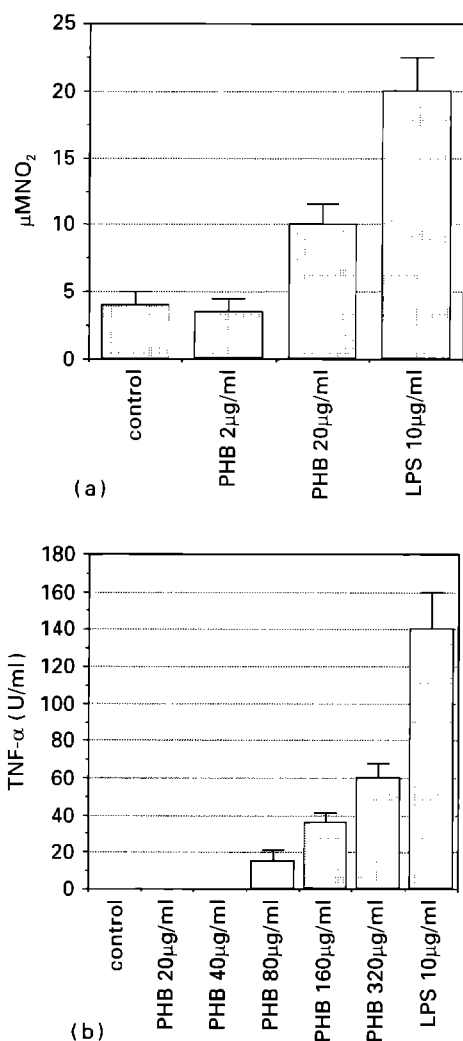 25
20
15
10
5
0
μMNO₂
control
PHB 2μg/ml
PHB 20μg/ml
LPS 10μg/ml
(a)
180
160
140
120
100
80
60
40
20
0
TNF-α (U/ml)
control
PHB 20μg/ml
PHB 40μg/ml
PHB 80μg/ml
PHB 160μg/ml
PHB 320μg/ml
LPS 10μg/ml
(b)